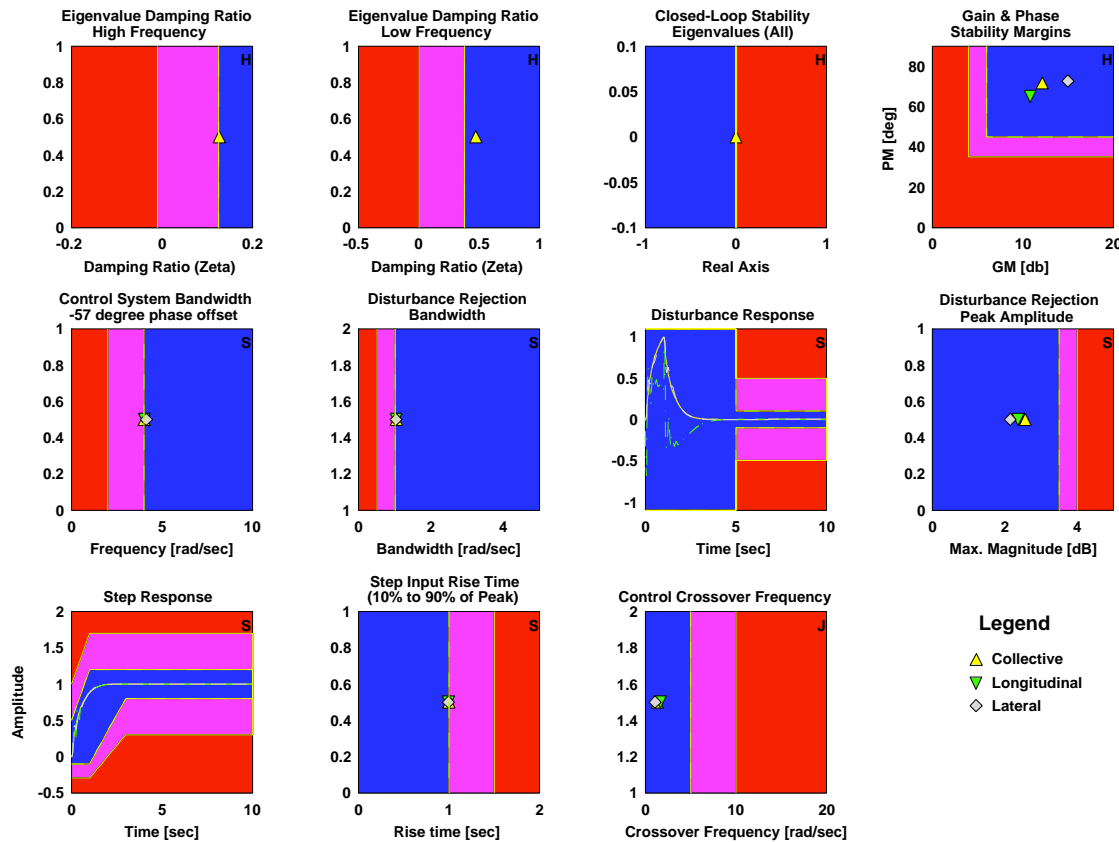 Eigenvalue Damping Ratio
High Frequency
H
1
0.8
0.6
0.4
0.2
0
-0.2
0
0.2
Damping Ratio (Zeta)
Eigenvalue Damping Ratio
Low Frequency
H
1
0.8
0.6
0.4
0.2
0
-0.5
0
0.5
1
Damping Ratio (Zeta)
Closed-Loop Stability
Eigenvalues (All)
H
0.1
0.05
0
-0.05
-0.1
-1
0
1
Real Axis
Gain & Phase
Stability Margins
H
PM [deg]
80
60
40
20
0
0
10
20
GM [db]
Control System Bandwidth
-57 degree phase offset
S
1
0.8
0.6
0.4
0.2
0
0
5
10
Frequency [rad/sec]
Disturbance Rejection
Bandwidth
S
2
1.8
1.6
1.4
1.2
1
0
2
4
Bandwidth [rad/sec]
Disturbance Response
S
1
0.5
0
-0.5
-1
0
5
10
Time [sec]
Disturbance Rejection
Peak Amplitude
S
1
0.8
0.6
0.4
0.2
0
0
2
4
Max. Magnitude [dB]
Step Response
S
Amplitude
2
1.5
1
0.5
0
-0.5
0
5
10
Time [sec]
Step Input Rise Time
(10% to 90% of Peak)
S
1
0.8
0.6
0.4
0.2
0
0
1
2
Rise time [sec]
Control Crossover Frequency
J
2
1.8
1.6
1.4
1.2
1
0
10
20
Crossover Frequency [rad/sec]
Legend
Collective
Longitudinal
Lateral